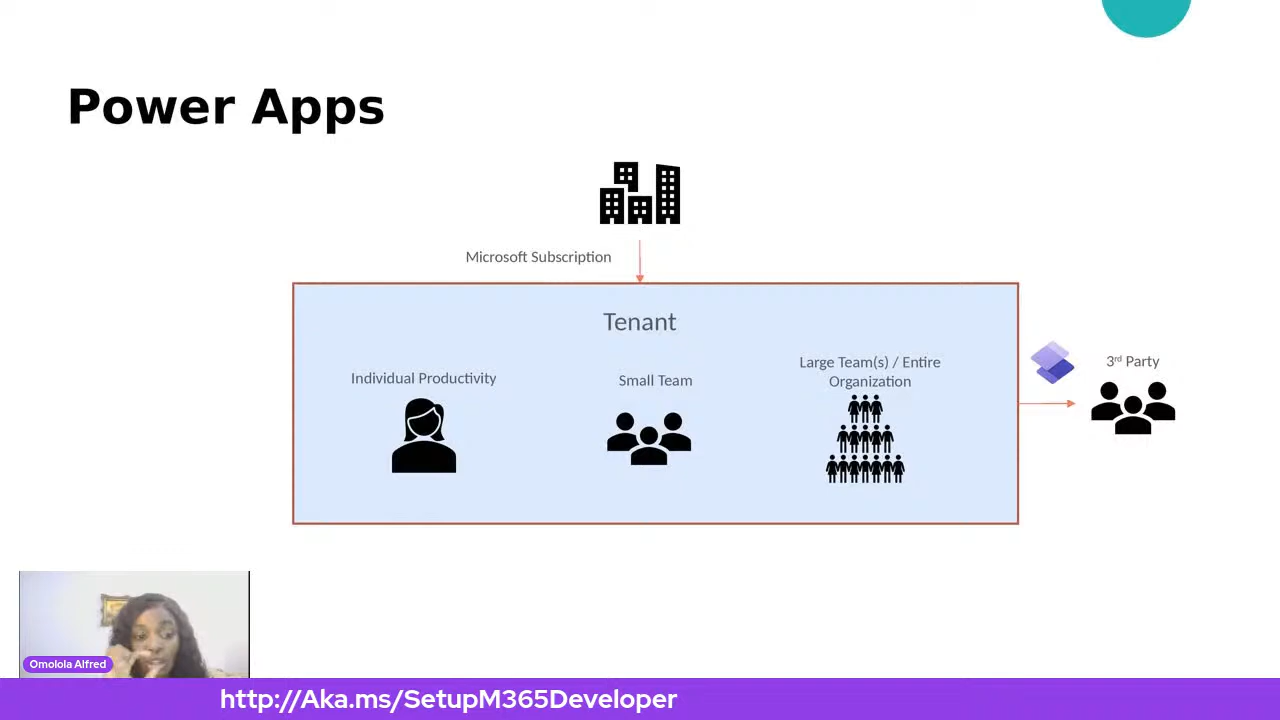 Power Apps
Microsoft Subscription
Tenant
Individual Productivity
Small Team
Large Team(s) / Entire
Organization
3rd Party
Omolola Alfred
http://Aka.ms/SetupM365Developer